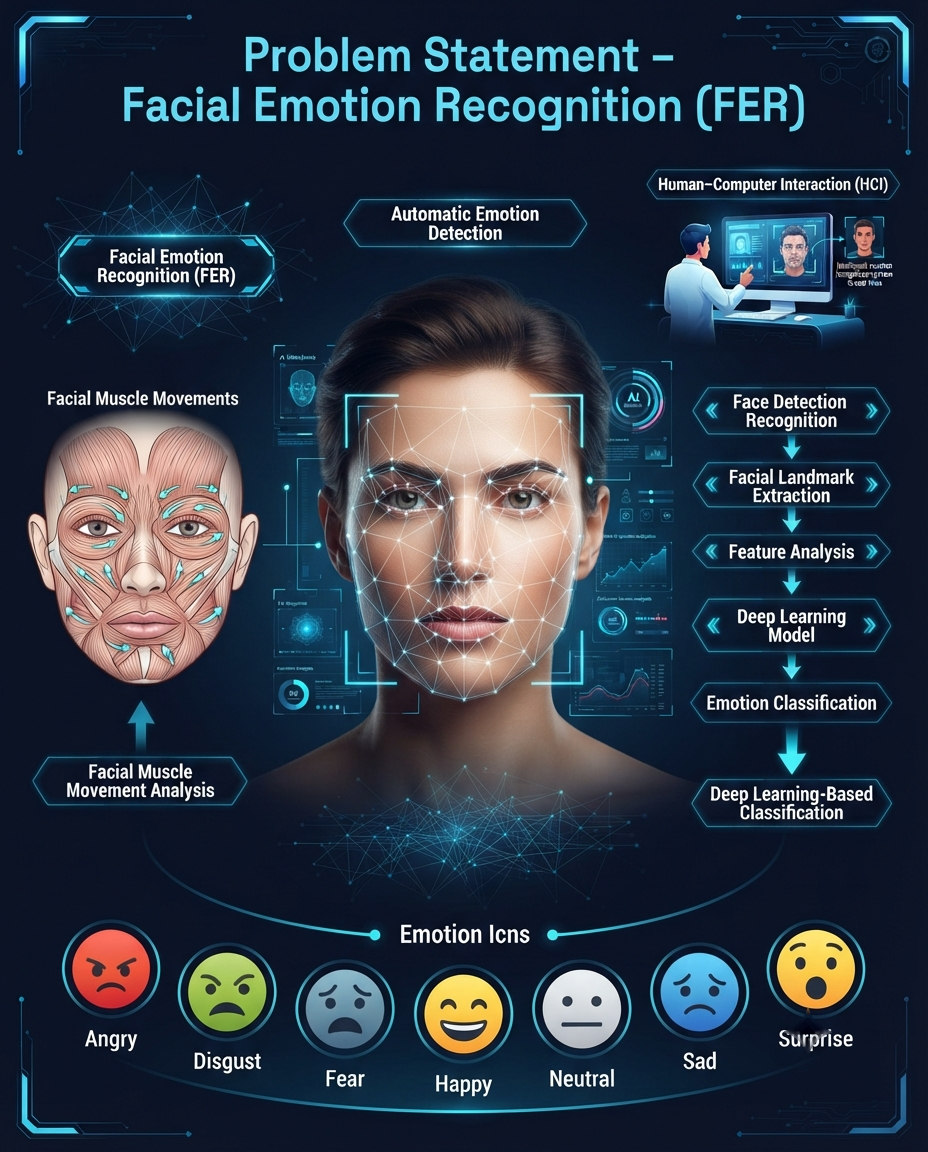 Problem Statement –
Facial Emotion Recognition (FER)
Human–Computer Interaction (HCI)
Automatic Emotion
Detection
Facial Emotion
Recognition (FER)
Facial Muscle Movements
AI
Face Detection
Recognition
Facial Landmark
Extraction
Feature Analysis
Deep Learning
Model
Emotion Classification
Facial Muscle
Movement Analysis
Deep Learning-Based
Classification
Emotion Icns
Angry
Disgust
Fear
Happy
Neutral
Sad
Surprise